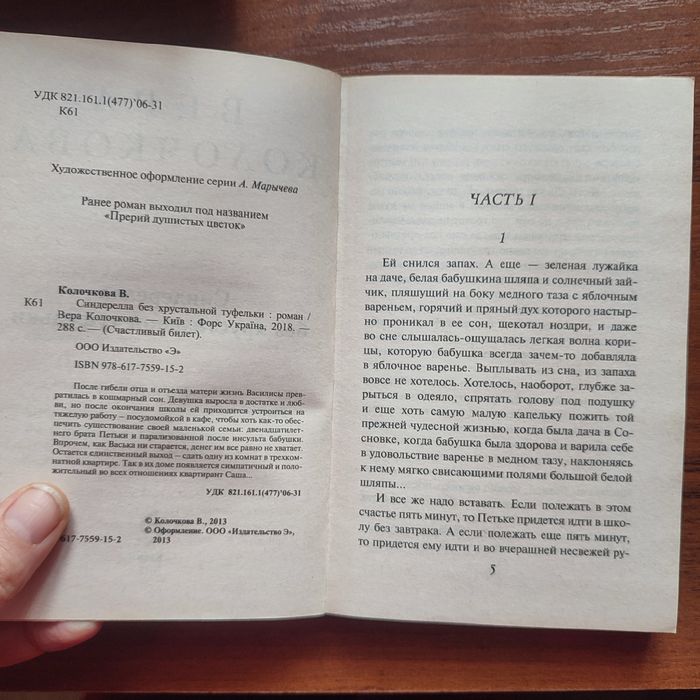 УДК 821.161.1(477)'06-31
К61
Художественное оформление серии А. Марычева
Ранее роман выходил под названием
«Прерий душистых цветок»
Колочкова В.
К61
Синдерелла без хрустальной туфельки : роман /
Вера Колочкова. — Київ : Форс Україна, 2018. —
288 с. — (Счастливый билет).
ООО Издательство «Э»
ISBN 978-617-7559-15-2
После гибели отца и отъезда матери жизнь Василисы превратилась
в кошмарный сон. Девушка выросла в достатке и люб-
ви, но после окончания школы ей приходится устроиться на
тяжелую работу – посудомойкой в кафе, чтобы хоть как-то обес-
печить существование своей маленькой семьи: двенадцатилет-
него брата Петьки и парализованной после инсульта бабушки.
Впрочем, как Васька ни старается, денег им все равно не хватает.
Остается единственный выход – сдать одну из комнат в трехком-
натной квартире. Так в их доме появляется симпатичный и поло-
жительный во всех отношениях квартирант Саша...
УДК 821.161.1(477)'06-31
© Колочкова В., 2013
© Оформление. ООО «Издательство Э»,
2013
617-7559-15-2
ЧАСТЬ I
1
Ей снился запах. А еще — зеленая лужайка
на даче, белая бабушкина шляпа и солнечный зай-
чик, пляшущий на боку медного таза с яблочным
вареньем, горячий и пряный дух которого настыр-
но проникал в ее сон, щекотал ноздри, и даже
во сне слышалась-ощущалась легкая волна кори-
цы, которую бабушка всегда зачем-то добавляла
в яблочное варенье. Выплывать из сна, из запаха
вовсе не хотелось. Хотелось, наоборот, глубже за-
рыться в одеяло, спрятать голову под подушку
и еще хоть самую малую капельку пожить той
прежней чудесной жизнью, когда была дача в Со-
сновке, когда бабушка была здорова и варила себе
в удовольствие варенье в медном тазу, наклоняясь
к нему мягко свисающими полями большой белой
шляпы...
И все же надо вставать. Если полежать в этом
счастье пять минут, то Петьке придется идти в шко-
лу без завтрака. А если полежать еще пять минут,
то придется ему идти и во вчерашней несвежей ру-
5